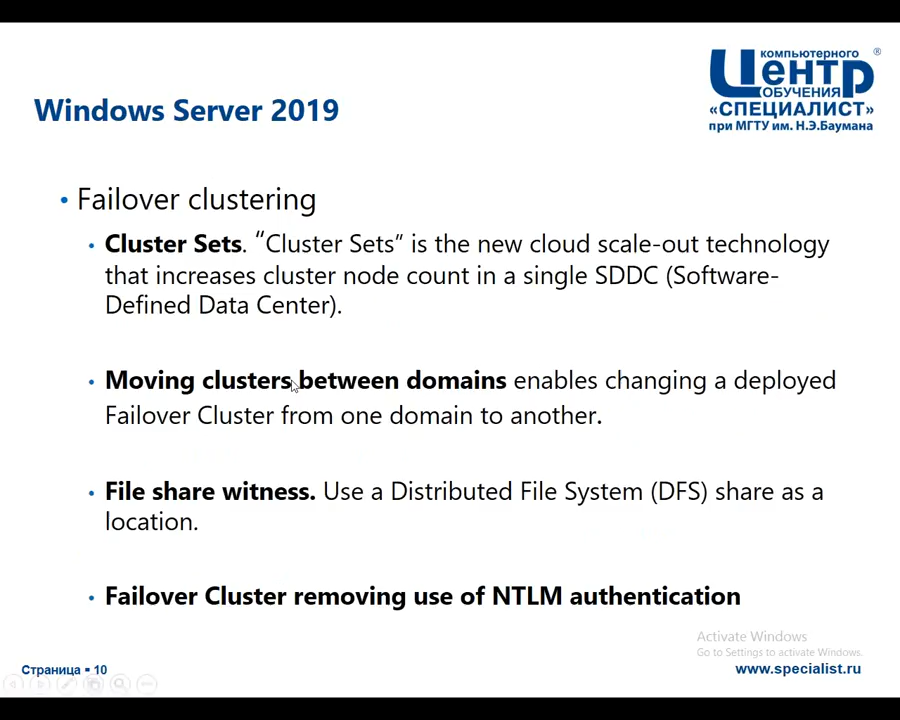 компьютерного
Центр
ОБУЧЕНИЯ
«СПЕЦИАЛИСТ»
при МГТУ им. Н.Э.Баумана
®
Windows Server 2019
• Failover clustering
• Cluster Sets. “Cluster Sets” is the new cloud scale-out technology
that increases cluster node count in a single SDDC (Software-
Defined Data Center).
• Moving clusters between domains enables changing a deployed
Failover Cluster from one domain to another.
• File share witness. Use a Distributed File System (DFS) share as a
location.
• Failover Cluster removing use of NTLM authentication
Activate Windows
Go to Settings to activate Windows.
Страница ▪ 10
www.specialist.ru